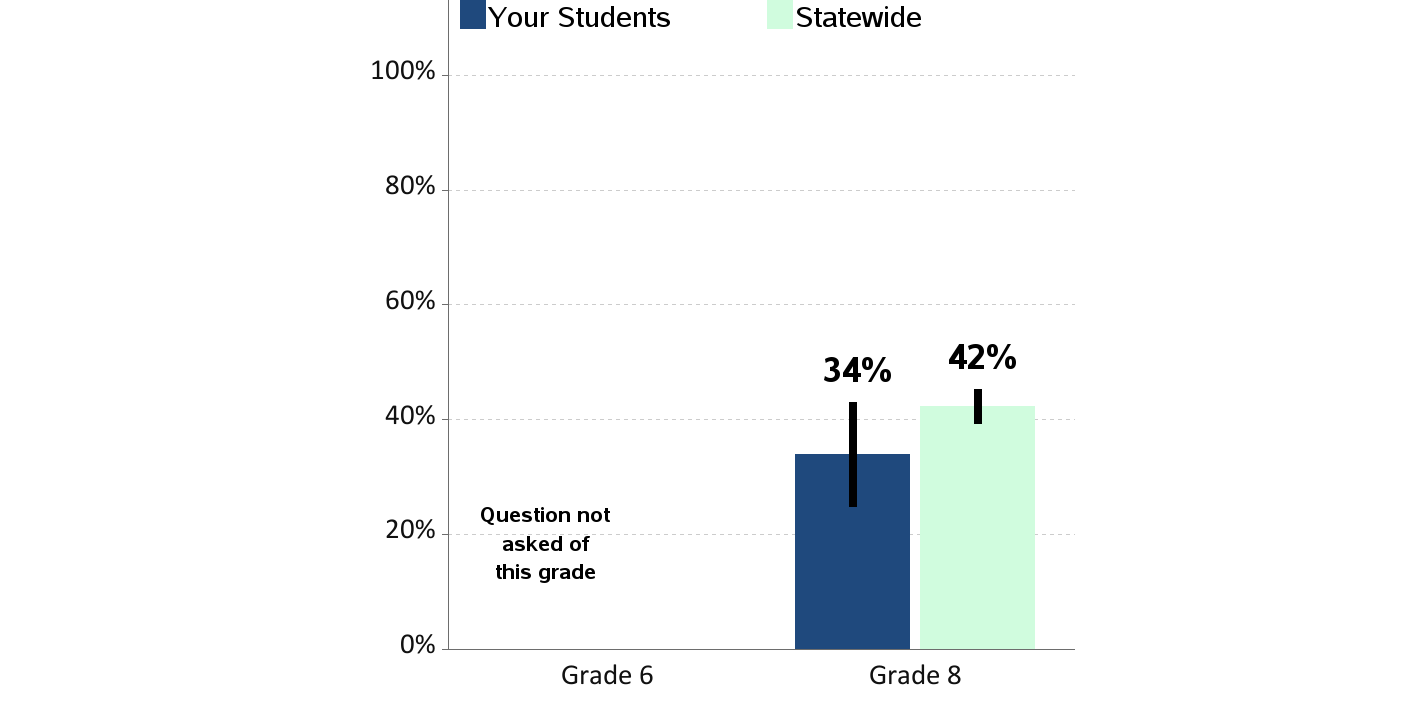 Your Students Statewide
100%
80%
60%
40%
20%
0%
34%
42%
Question not
asked of
this grade
Grade 6 Grade 8